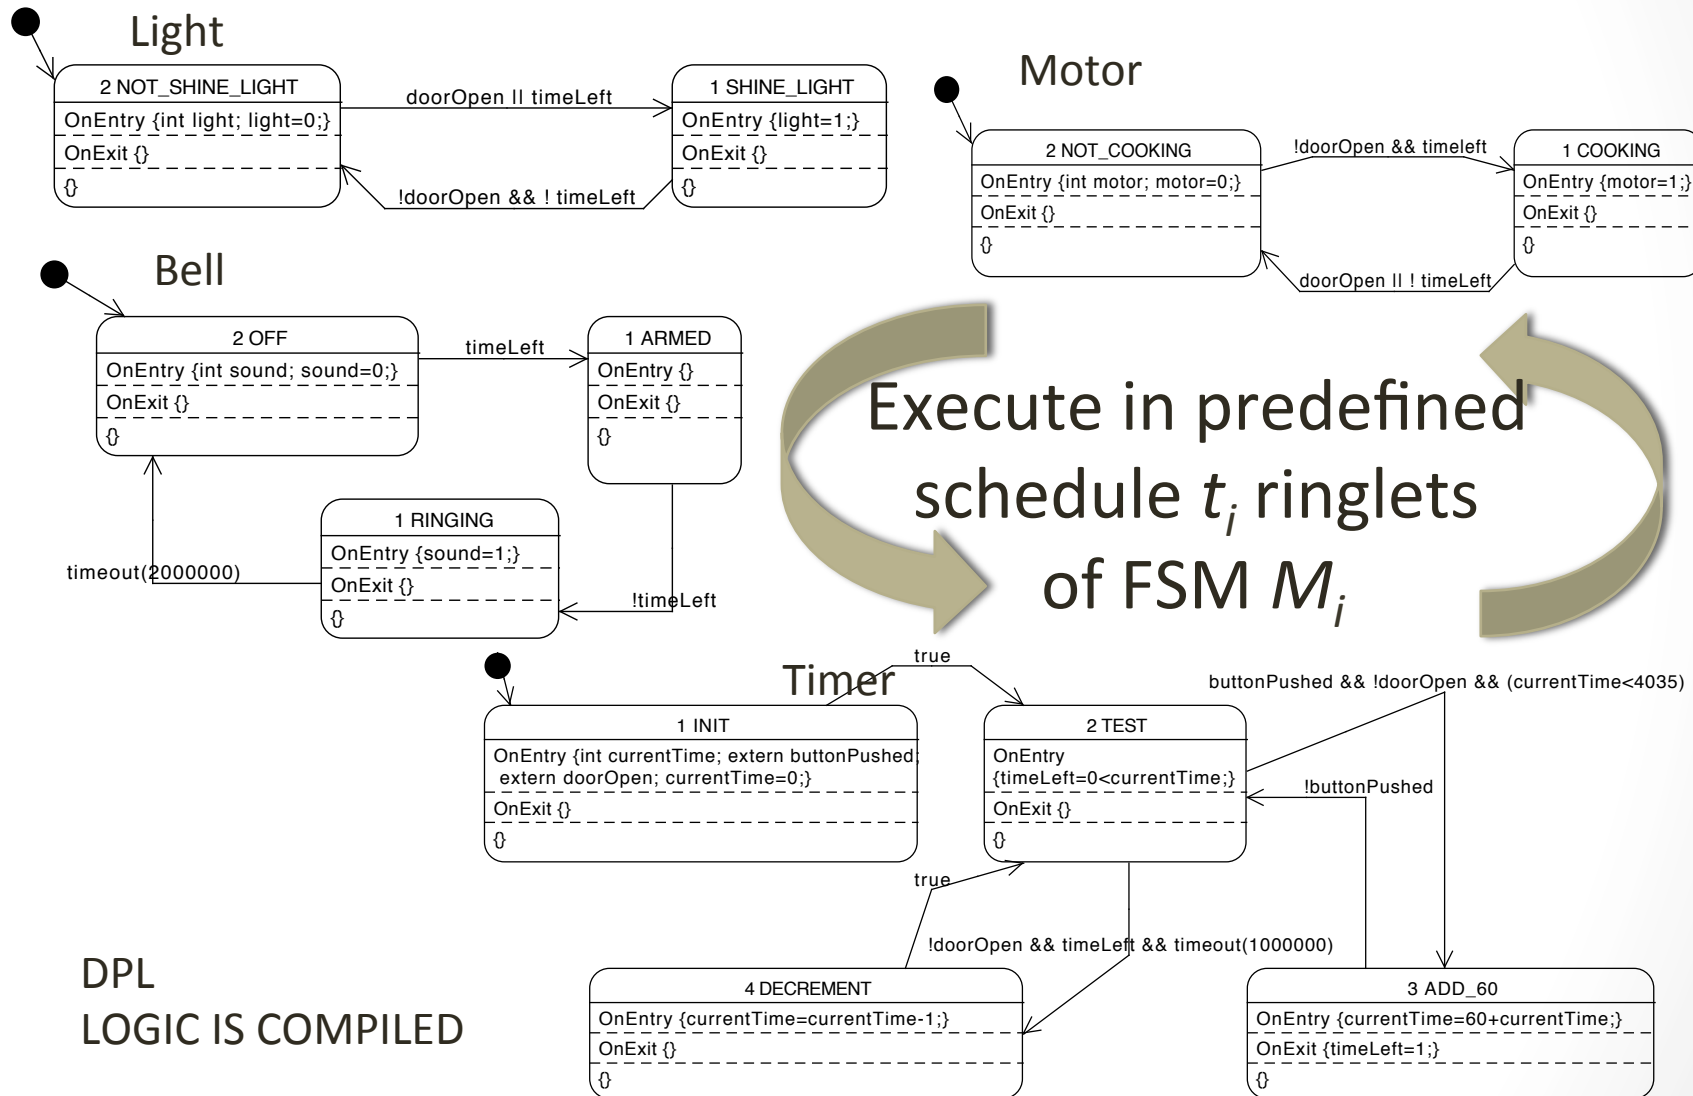 Light
2 NOT_SHINE_LIGHT
OnEntry {int light; light=0;}
OnExit {}
{}
doorOpen || timeLeft
1 SHINE_LIGHT
OnEntry {light=1;}
OnExit {}
{}
!doorOpen && ! timeLeft
Motor
2 NOT_COOKING
OnEntry {int motor; motor=0;}
OnExit {}
{}
!doorOpen && timeleft
1 COOKING
OnEntry {motor=1;}
OnExit {}
{}
doorOpen || ! timeLeft
Bell
2 OFF
OnEntry {int sound; sound=0;}
OnExit {}
{}
timeLeft
1 ARMED
OnEntry {}
OnExit {}
{}
1 RINGING
OnEntry {sound=1;}
OnExit {}
{}
timeout(2000000)
!timeLeft
Execute in predefined
schedule ti ringlets
of FSM Mi
Timer
true
1 INIT
OnEntry {int currentTime; extern buttonPushed;
extern doorOpen; currentTime=0;}
OnExit {}
{}
2 TEST
OnEntry
{timeLeft=0<currentTime;}
OnExit {}
{}
buttonPushed && !doorOpen && (currentTime<4035)
!buttonPushed
true
!doorOpen && timeLeft && timeout(1000000)
4 DECREMENT
OnEntry {currentTime=currentTime-1;}
OnExit {}
{}
3 ADD_60
OnEntry {currentTime=60+currentTime;}
OnExit {timeLeft=1;}
{}
DPL
LOGIC IS COMPILED